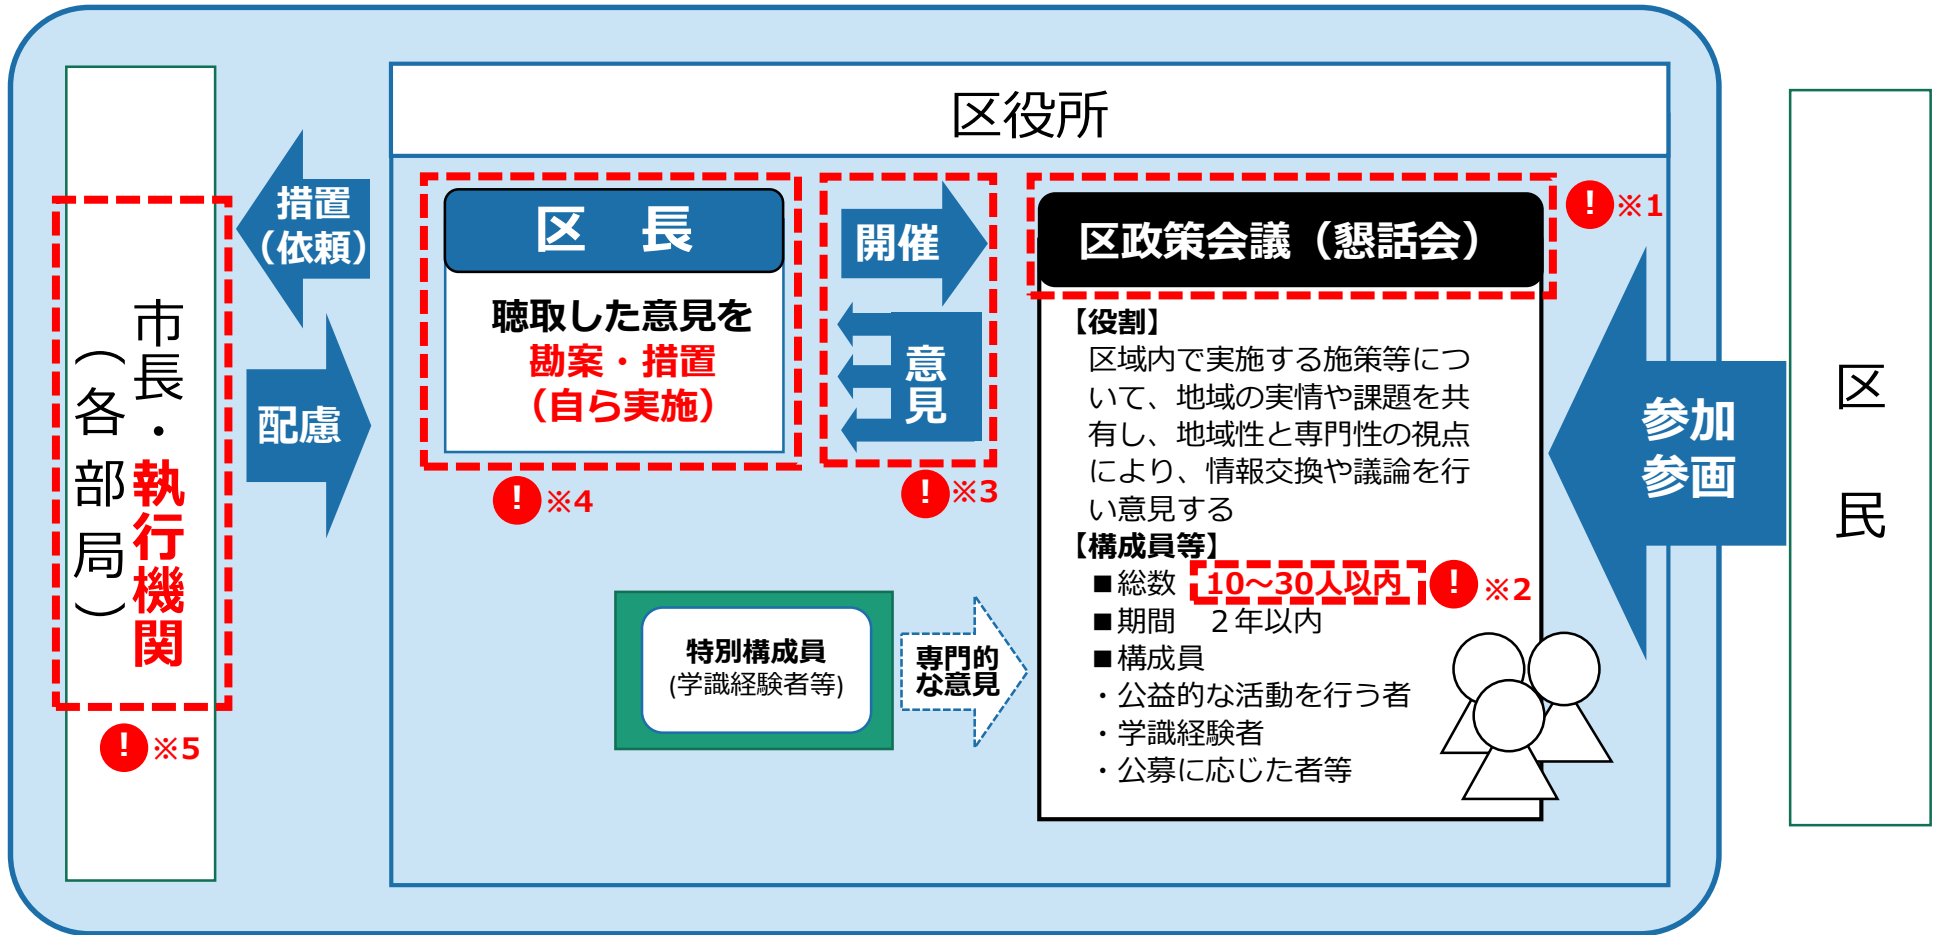 区役所
市長・執行機関
（各部局）
措置
（依頼）
配慮
区　長
聴取した意見を
勘案・措置
（自ら実施）
! ※4
開催
意見
! ※3
区政策会議（懇話会）
! ※1
【役割】
区域内で実施する施策等につ
いて、地域の実情や課題を共
有し、地域性と専門性の視点
により、情報交換や議論を行
い意見する
【構成員等】
■総数　10～30人以内
! ※2
■期間　２年以内
■構成員
・公益的な活動を行う者
・学識経験者
・公募に応じた者等
特別構成員
(学識経験者等)
専門的
な意見
参加
参画
区　民
! ※5